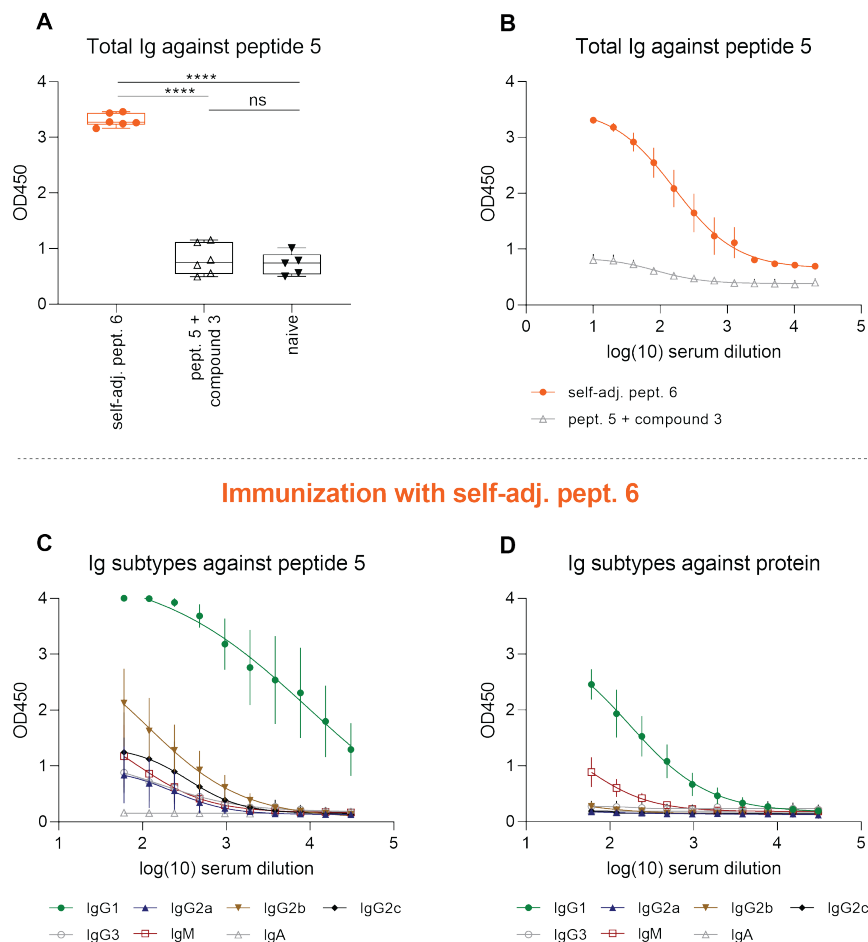 A
Total Ig against peptide 5
4
3
2
1
0
OD450
****
****
ns
self-adj. pept. 6
pept. 5 +
compound 3
naive
B
Total Ig against peptide 5
4
3
2
1
0
OD450
0 1 2 3 4 5
log(10) serum dilution
self-adj. pept. 6
pept. 5 + compound 3
Immunization with self-adj. pept. 6
C
Ig subtypes against peptide 5
4
3
2
1
0
OD450
1 2 3 4 5
log(10) serum dilution
IgG1 IgG2a IgG2b IgG2c
IgG3 IgM IgA
D
Ig subtypes against protein
4
3
2
1
0
OD450
1 2 3 4 5
log(10) serum dilution
IgG1 IgG2a IgG2b IgG2c
IgG3 IgM IgA